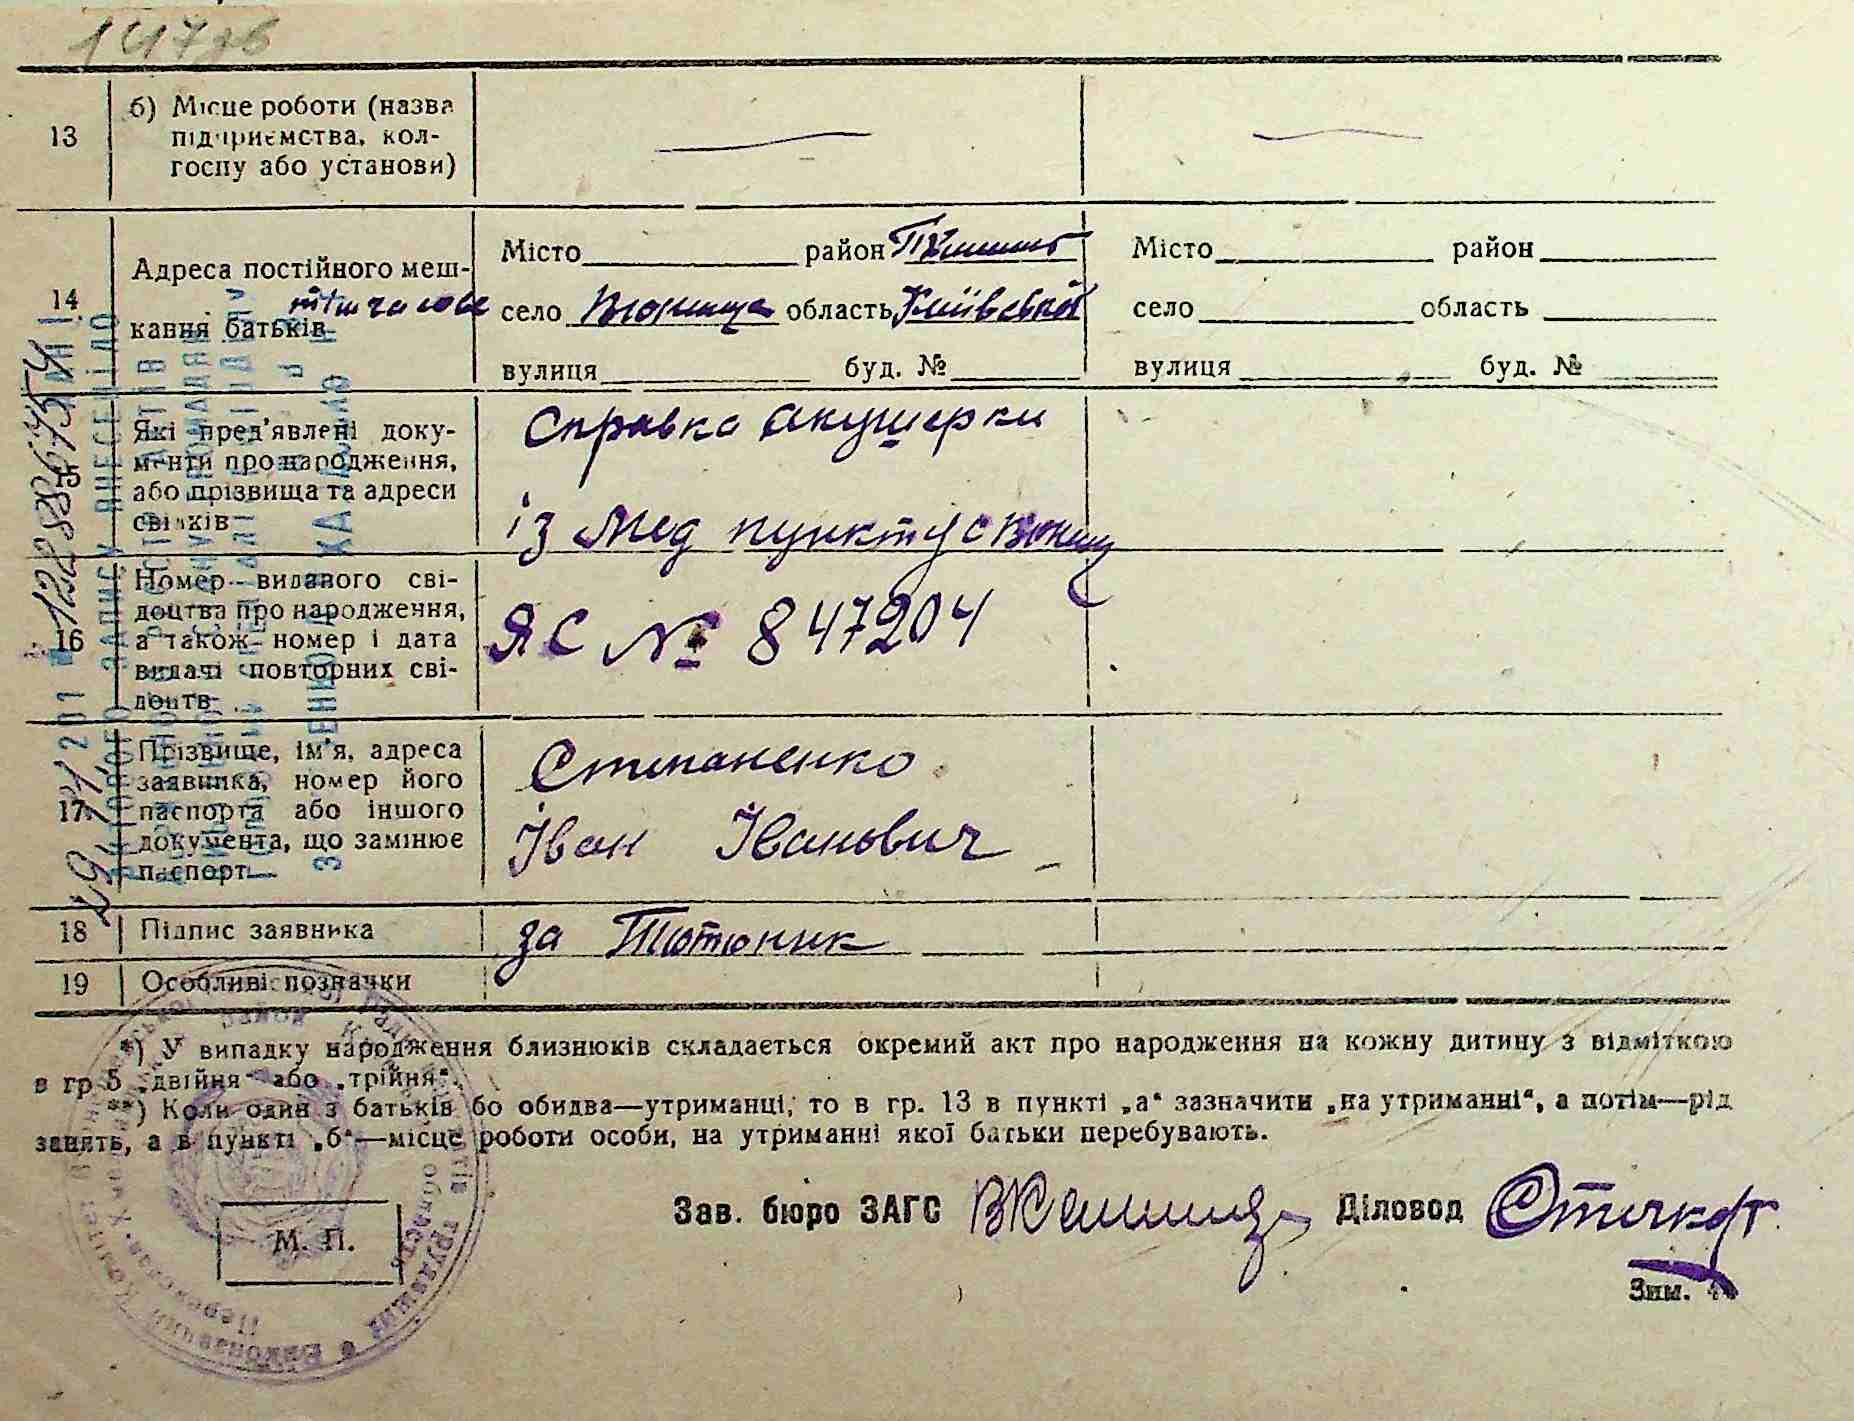 147зв
13
б) Місце роботи (назва
підприємства, кол-
госпу або установи)
14
Адреса постійного меш-
кання батьків
тимчасове
Місто район П Хмельн
село В'юнища область Київській
вулиця буд. №
Місто район
село область
вулиця буд. №
15
Які пред'явлені доку-
менти про народження,
або прізвища та адреси
свідків
Справка акушерки
із мед пункту с Вюнищ
16
Номер виданого сві-
доцтва про народження,
а також номер і дата
видачі повторних сві-
доцтв
ЯС № 847204
17
Прізвище, ім'я, адреса
заявника, номер його
паспорта або іншого
документа, що замінює
паспорт
Степаненко
Іван Іванович
18
Підпис заявника
за Тютюник
19
Особливі позначки
*) У випадку народження близнюків складається окремий акт про народження на кожну дитину з відміткою
в гр 5 „двійня“ або „трійня“.
**) Коли один з батьків бо обидва—утриманці, то в гр. 13 в пункті „а“ зазначити „на утриманні“, а потім—рід
занять, а в пункті „б“—місце роботи особи, на утриманні якої батьки перебувають.
Зав. бюро ЗАГС
Діловод
М. П.
Зим.